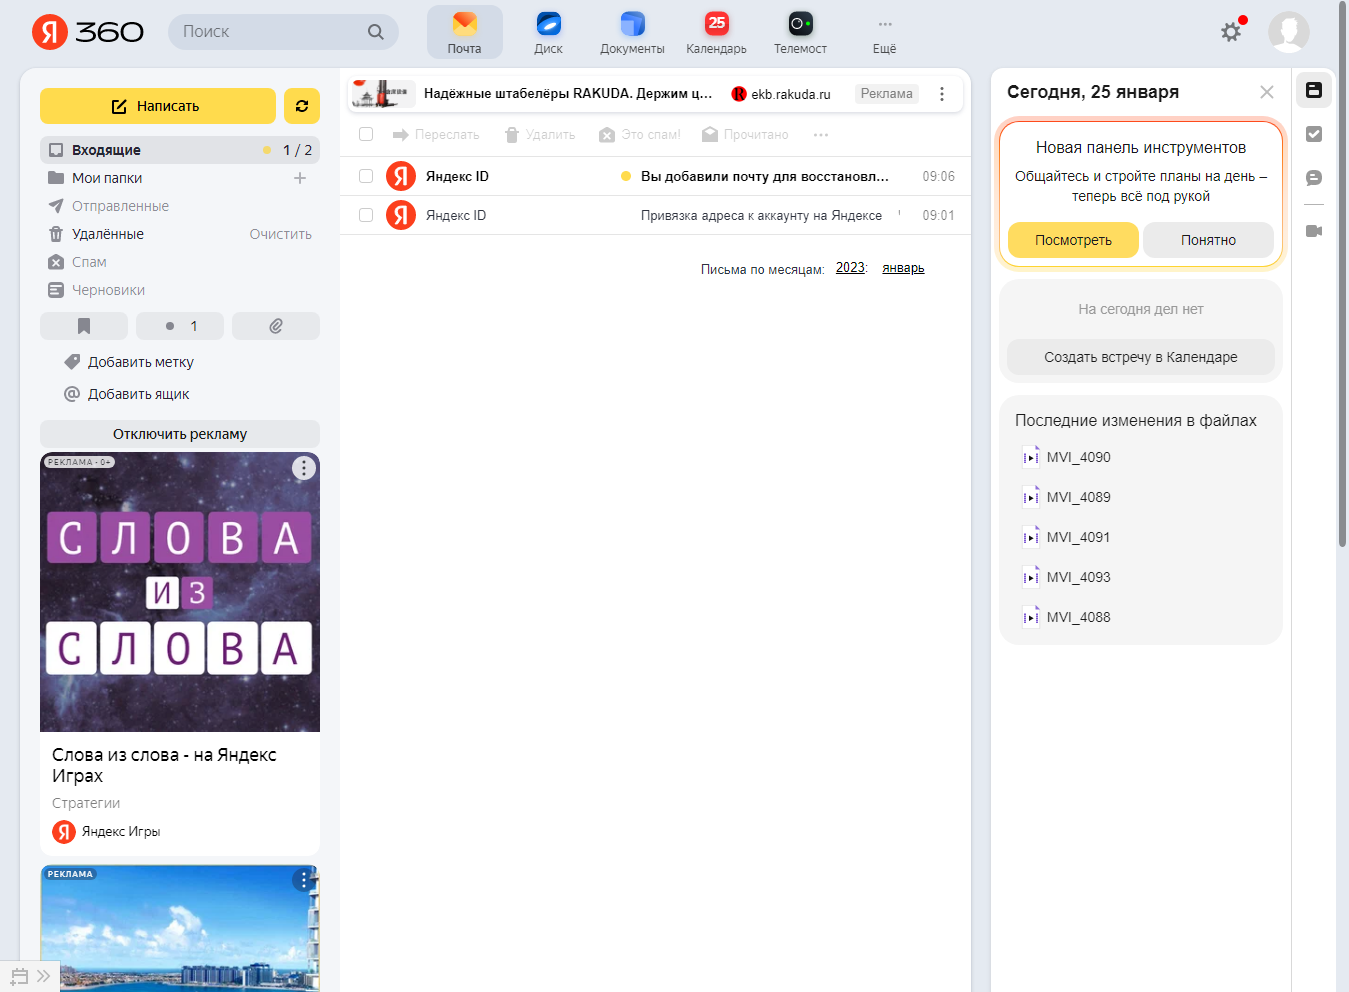 Я 360
Поиск
Почта
Диск
Документы
25
Календарь
Телемост
Ещё
Написать
Входящие 1 / 2
Мои папки
Отправленные
Удалённые Очистить
Спам
Черновики
1
Добавить метку
Добавить ящик
Отключить рекламу
РЕКЛАМА • 0+
СЛОВА
ИЗ
СЛОВА
Слова из слова - на Яндекс
Играх
Стратегии
Я Яндекс Игры
РЕКЛАМА
Надёжные штабелёры RAKUDA. Держим ц... R ekb.rakuda.ru Реклама
Переслать Удалить Это спам! Прочитано
Я Яндекс ID Вы добавили почту для восстановл... 09:06
Я Яндекс ID Привязка адреса к аккаунту на Яндексе 09:01
Письма по месяцам: 2023: январь
Сегодня, 25 января
Новая панель инструментов
Общайтесь и стройте планы на день –
теперь всё под рукой
Посмотреть Понятно
На сегодня дел нет
Создать встречу в Календаре
Последние изменения в файлах
MVI_4090
MVI_4089
MVI_4091
MVI_4093
MVI_4088